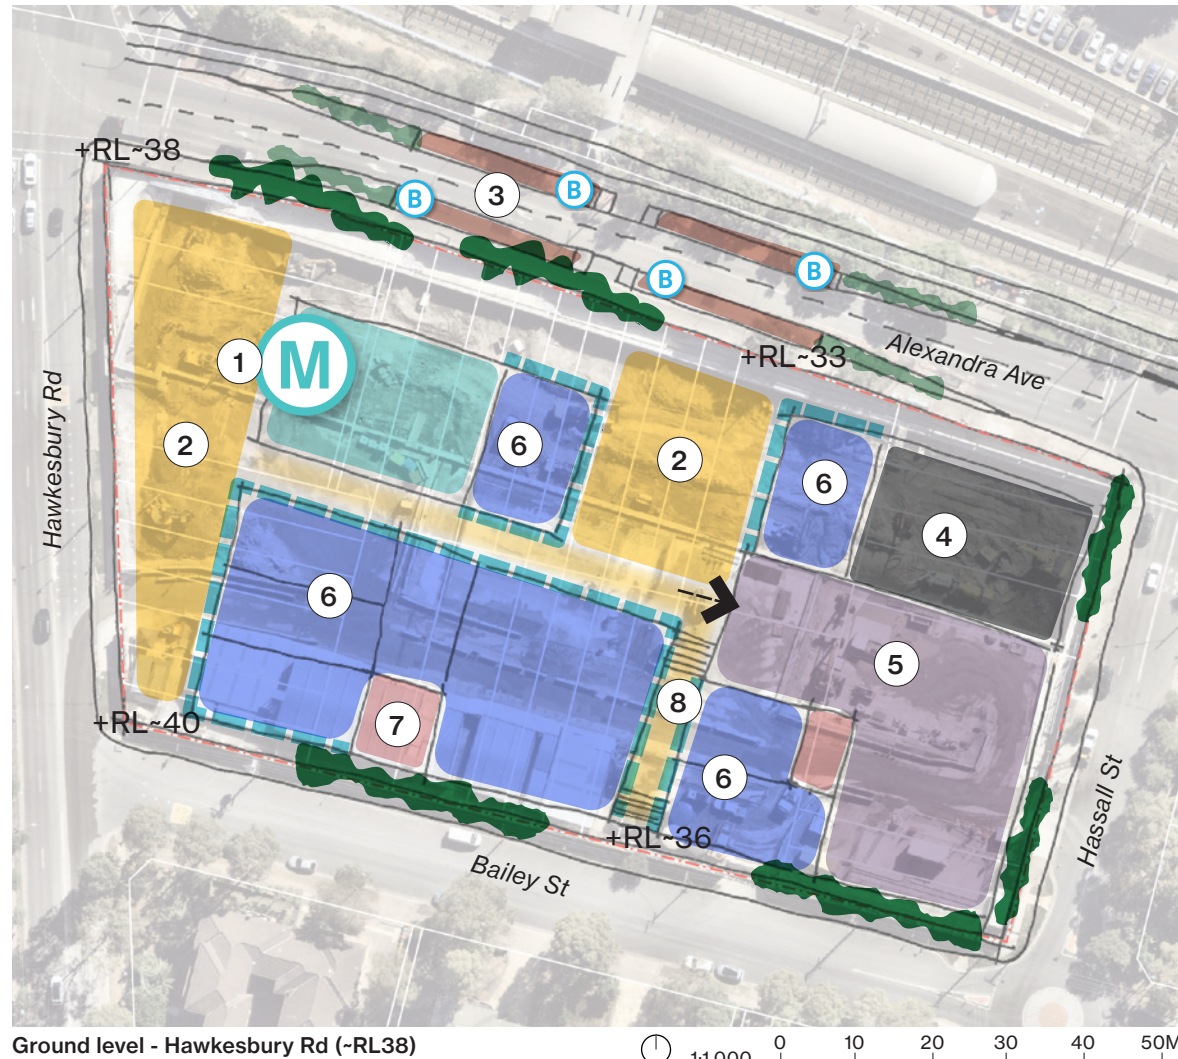 +RL~38
B
3
B
B
B
+RL~33
Alexandra Ave
1
M
Hawkesbury Rd
2
6
2
6
4
6
5
8
7
+RL~40
6
+RL~36
Bailey St
Hassall St
Ground level - Hawkesbury Rd (~RL38)
1:1000
0 10 20 30 40 50M